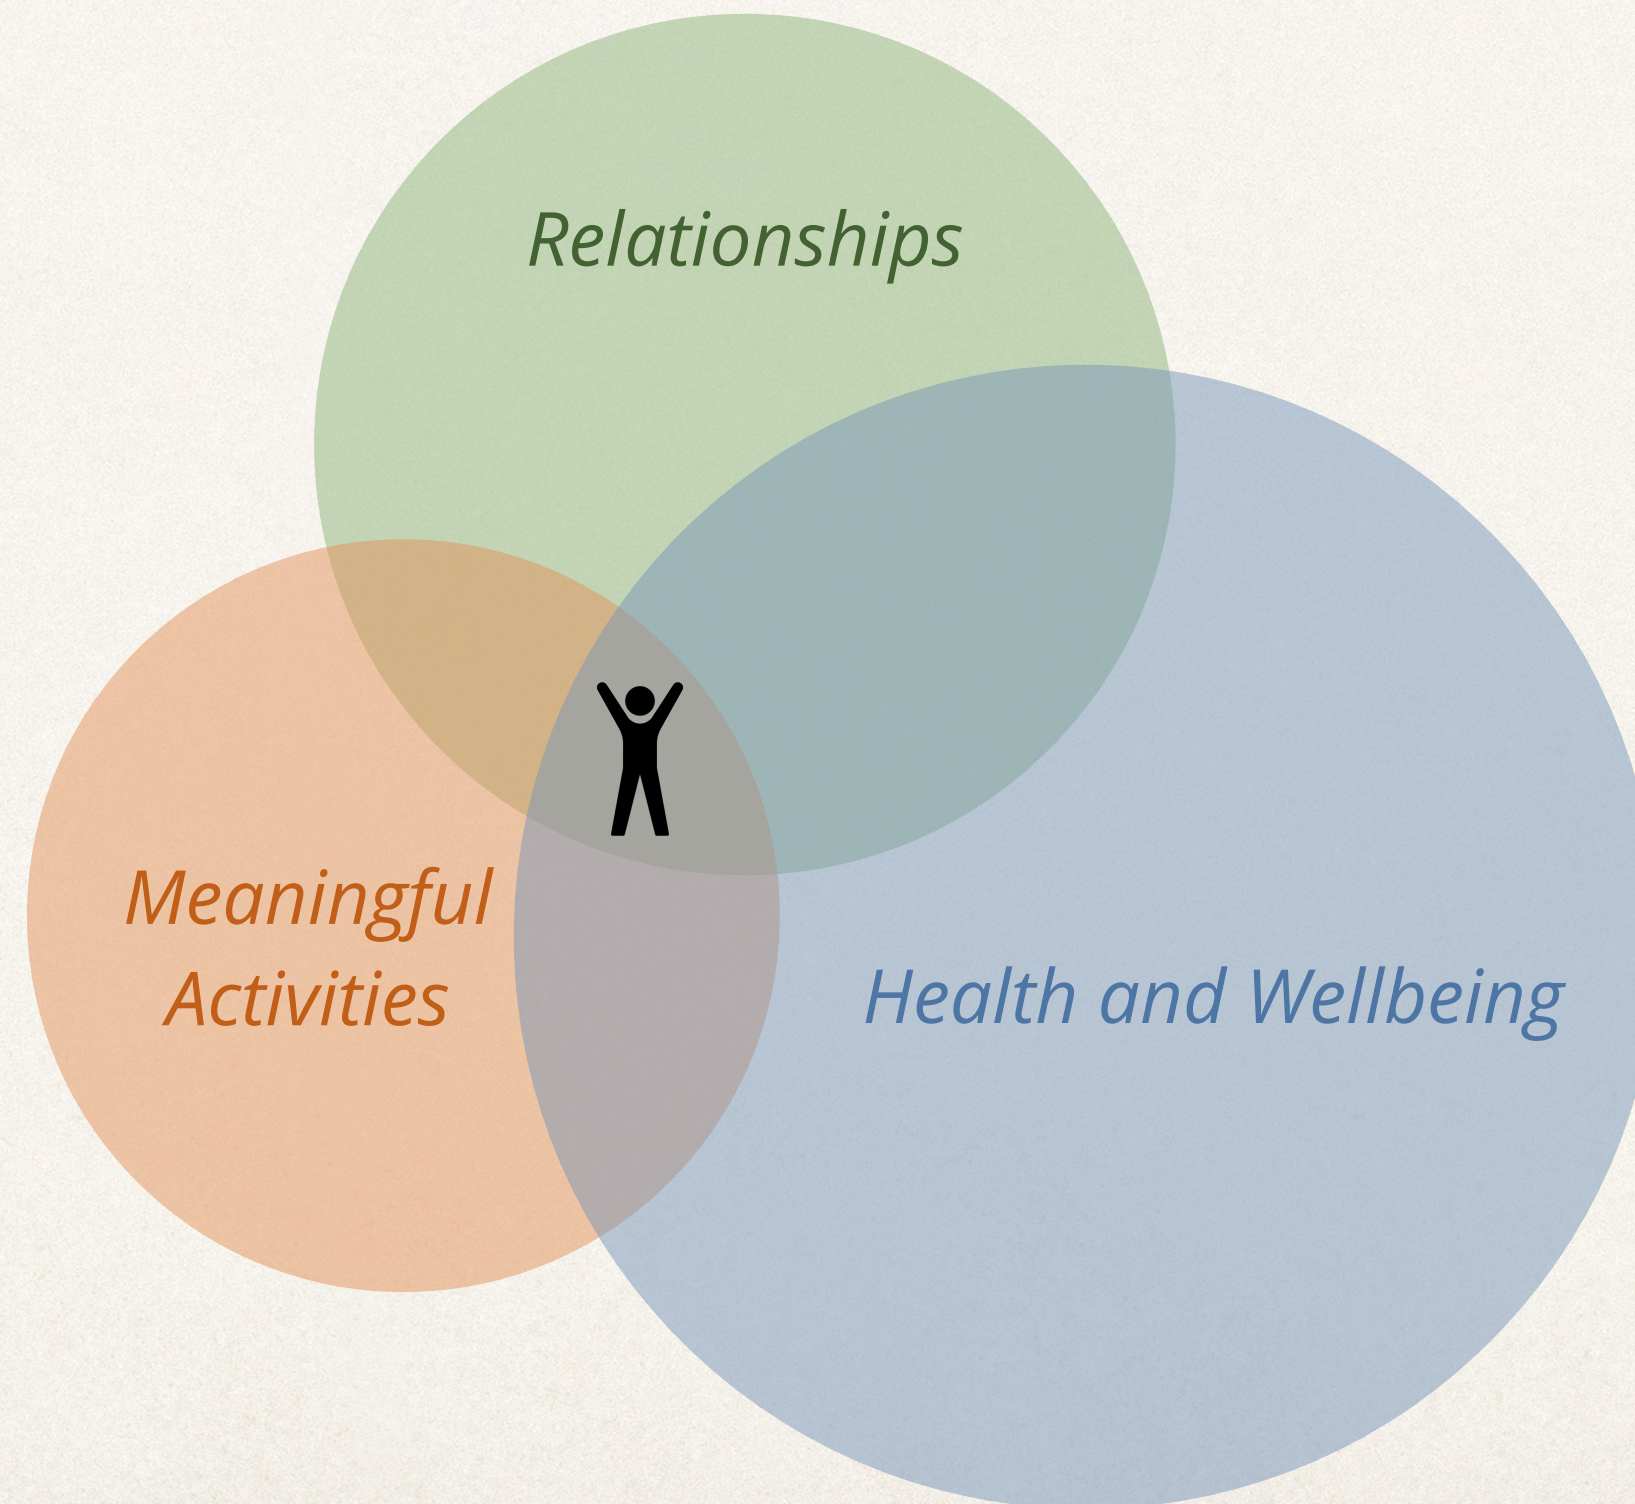 Relationships
Meaningful
Activities
Health and Wellbeing